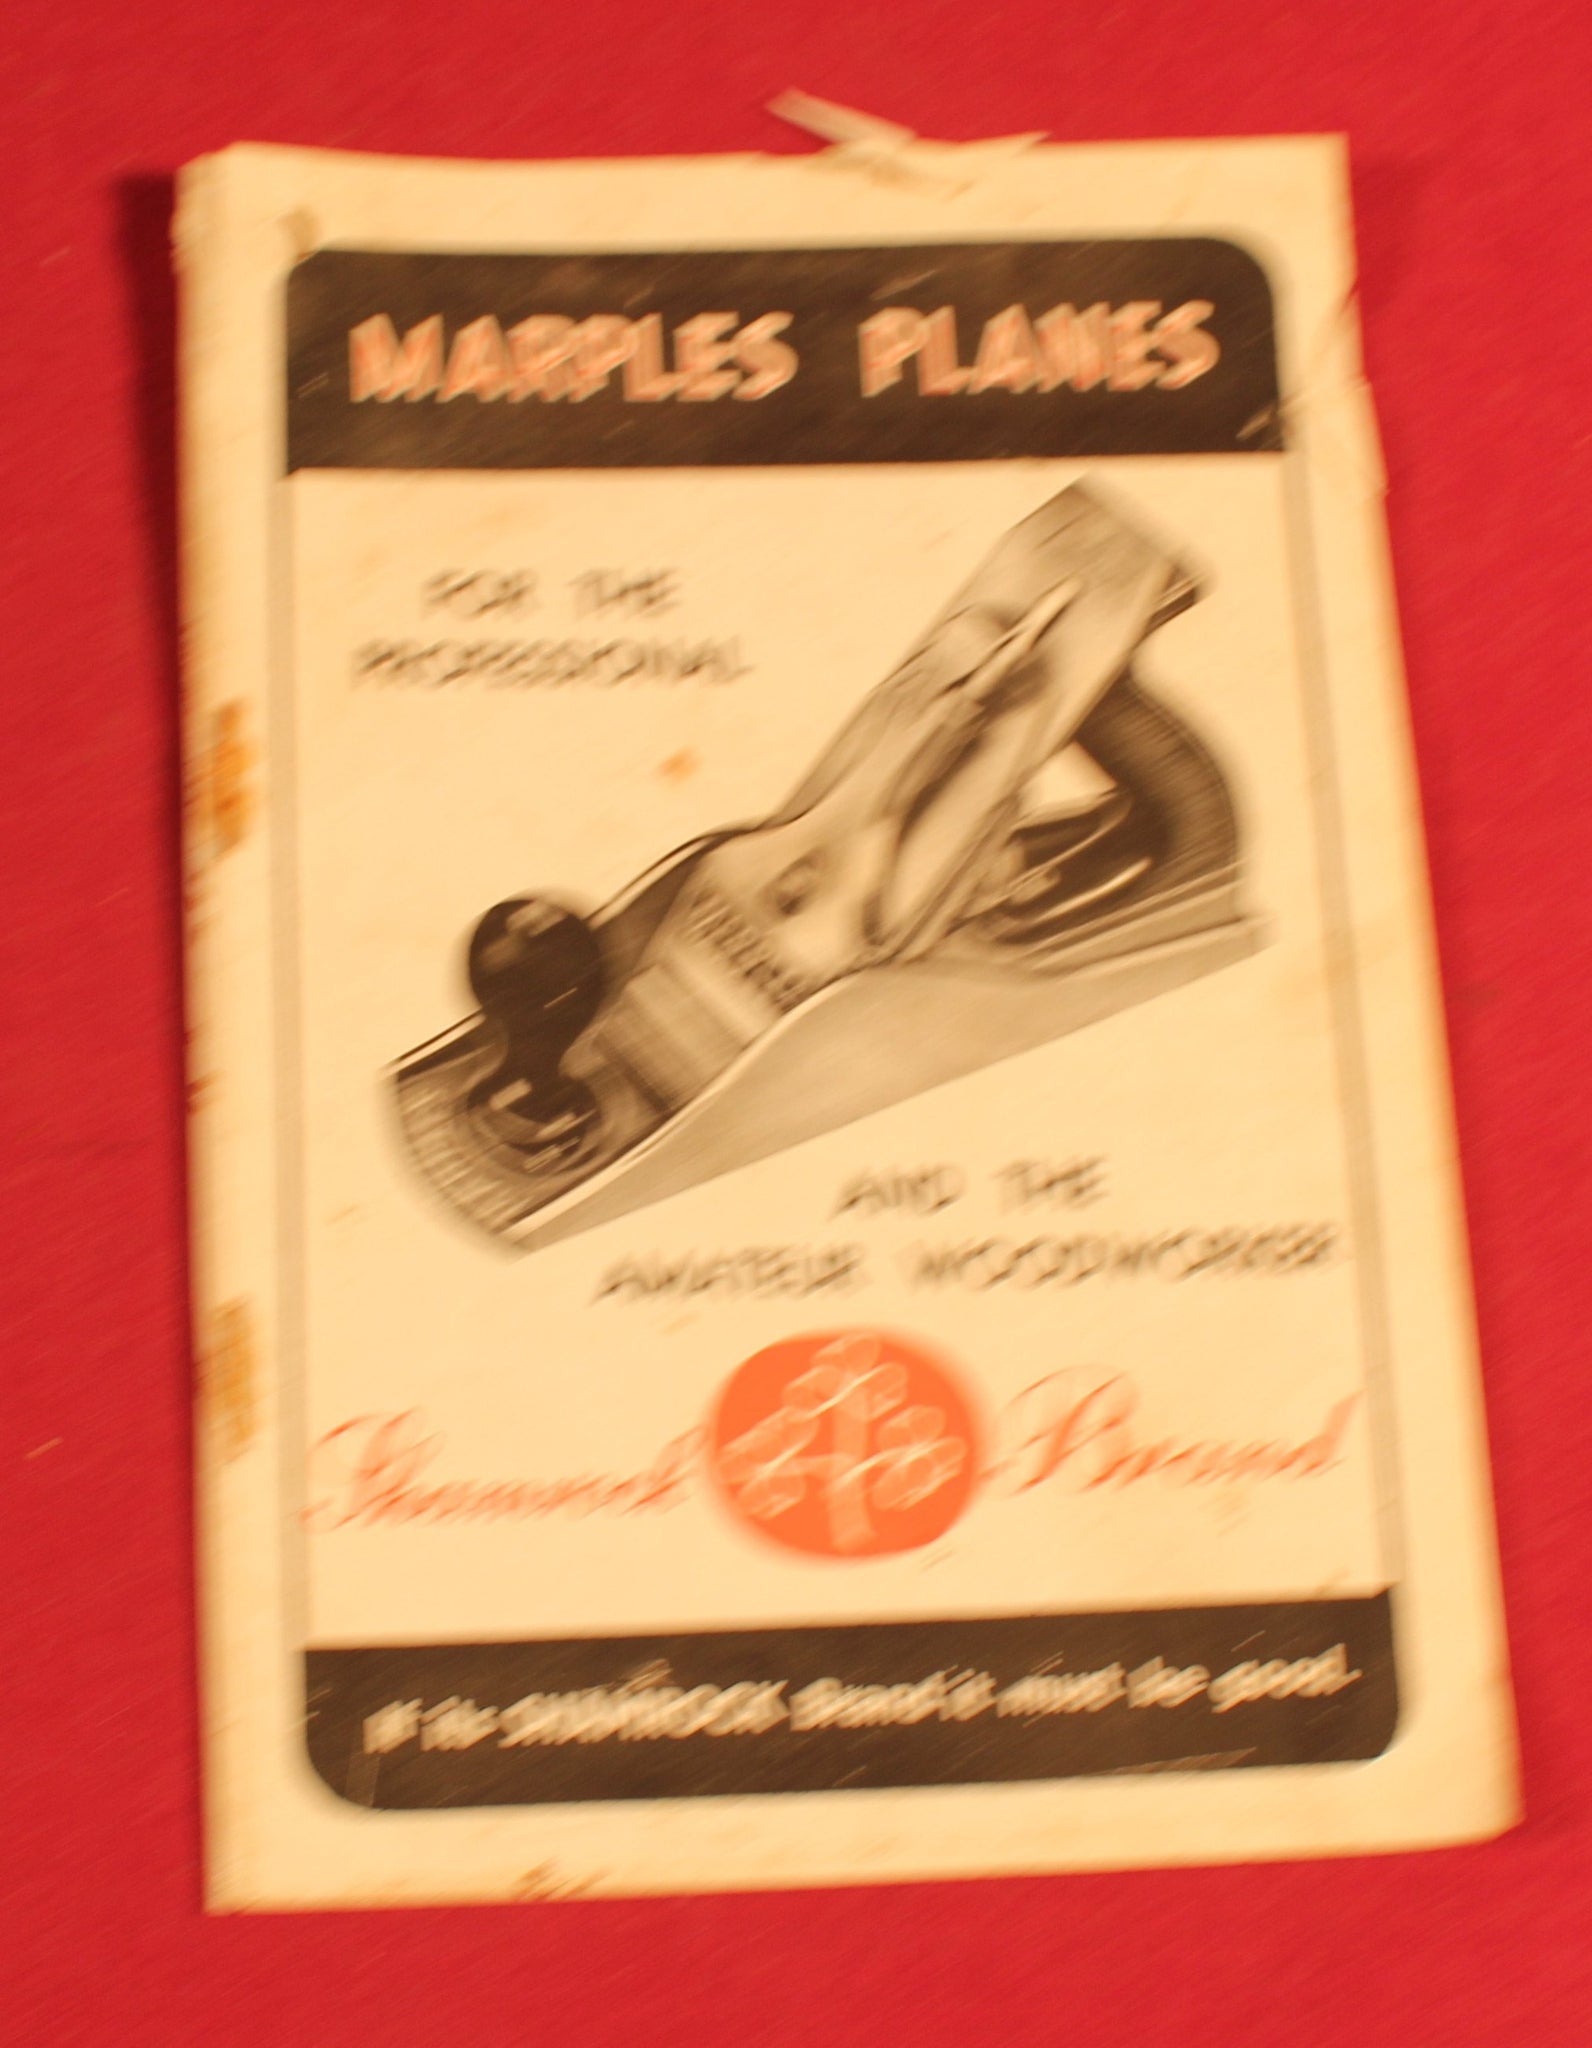 MARPLES PLANES
FOR THE
PROFESSIONAL
AND THE
AMATEUR WOODWORKER
Shamrock Brand
If it's SHAMROCK Brand it must be good.